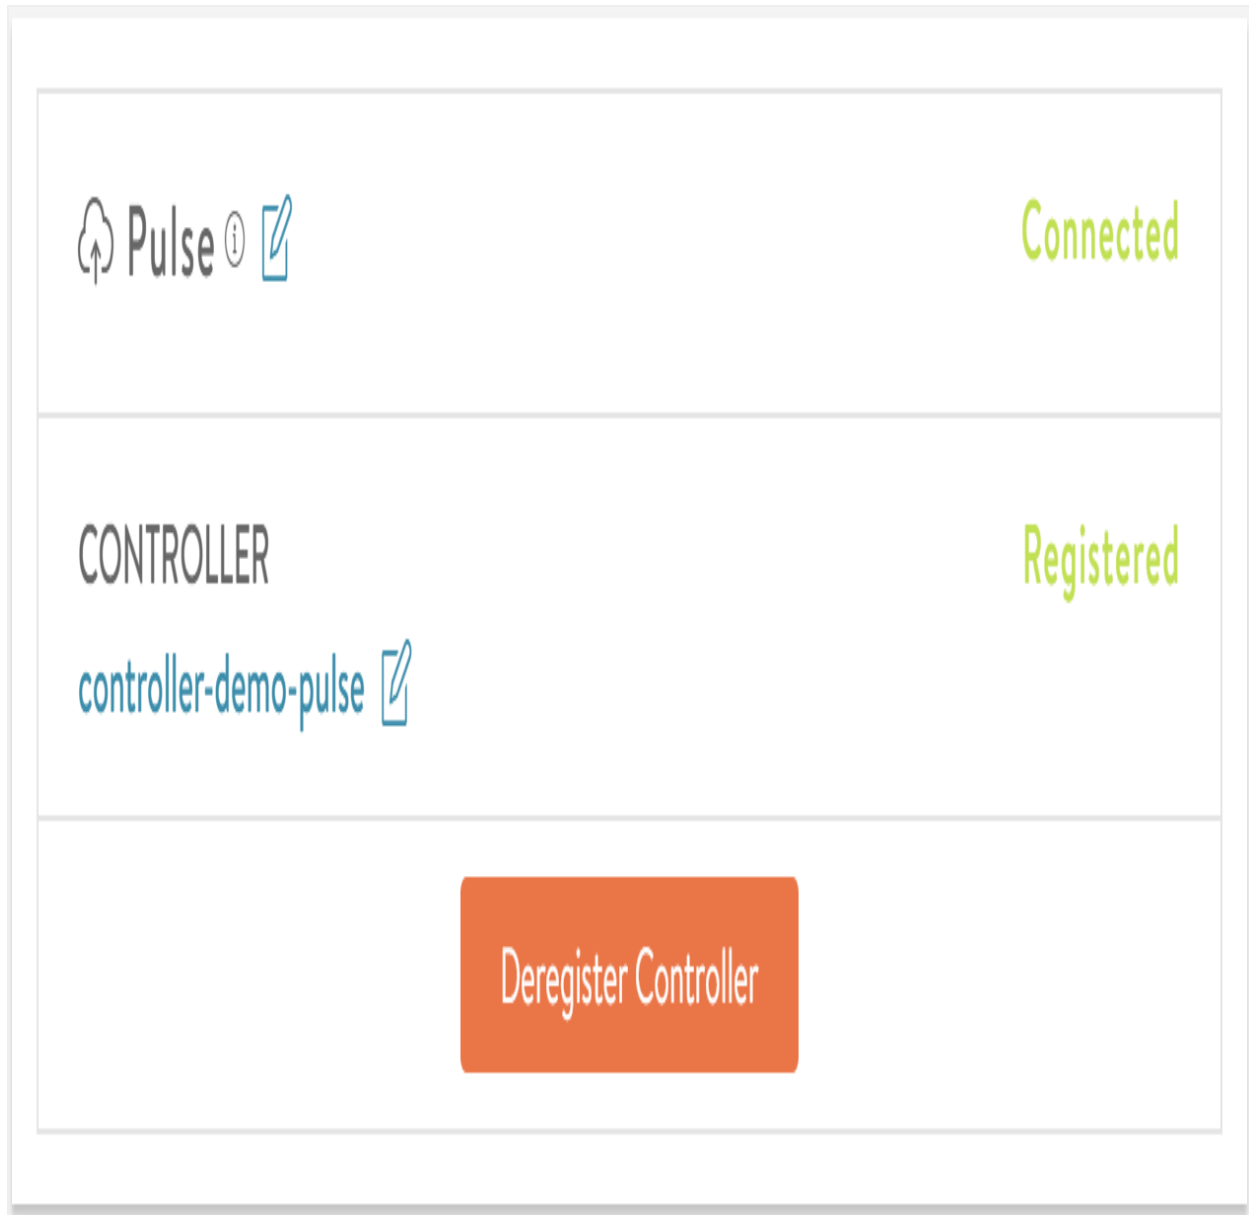 Pulse
Connected
CONTROLLER
Registered
controller-demo-pulse
Deregister Controller